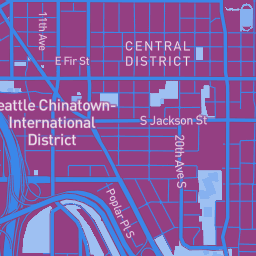 11th Ave
CENTRAL
DISTRICT
E Fir St
eattle Chinatown-
International
District
S Jackson St
20th Ave S
Poplar Pl S